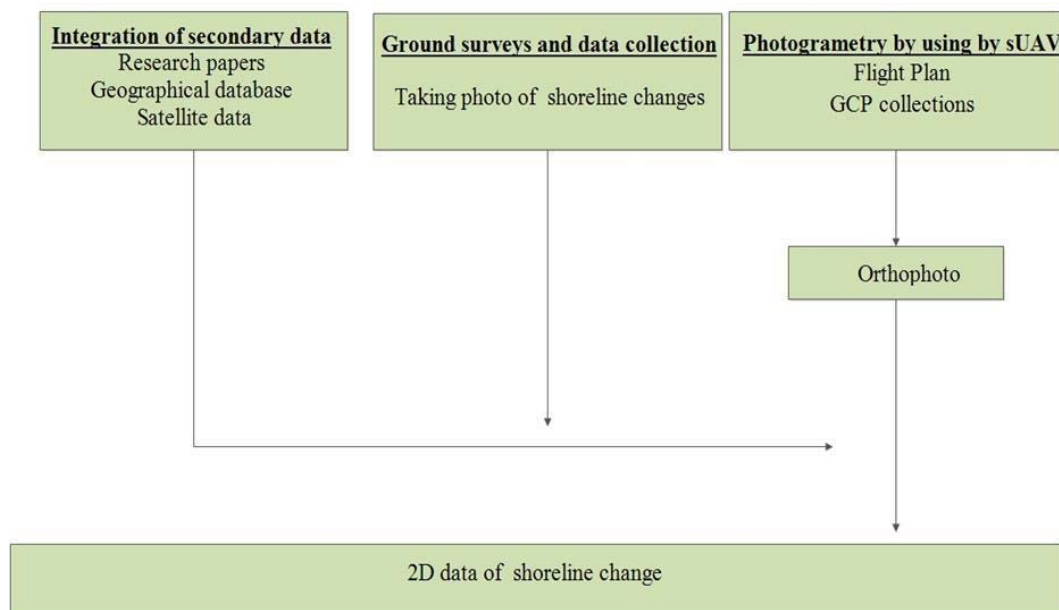 Integration of secondary data
Research papers
Geographical database
Satellite data
Ground surveys and data collection
Taking photo of shoreline changes
Photogrametry by using by sUAV
Flight Plan
GCP collections
Orthophoto
2D data of shoreline change